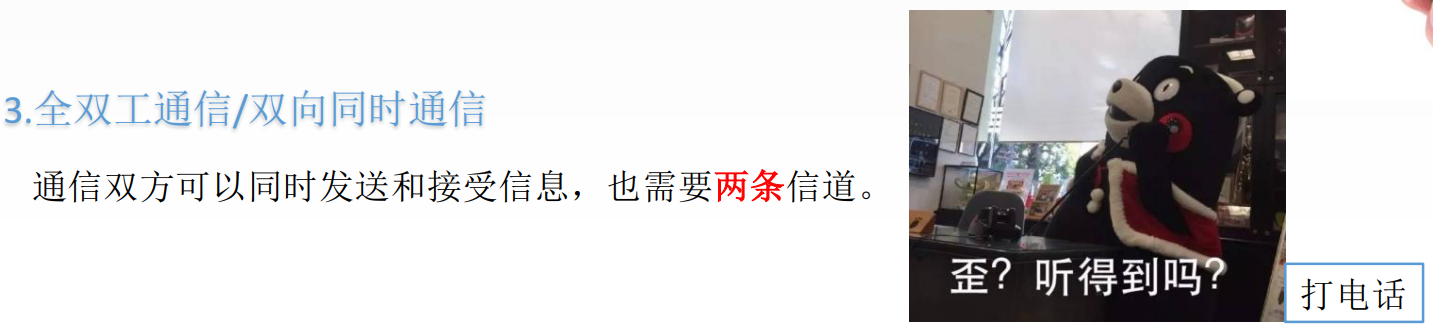 3.全双工通信/双向同时通信
通信双方可以同时发送和接受信息，也需要两条信道。
歪？听得到吗？
打电话